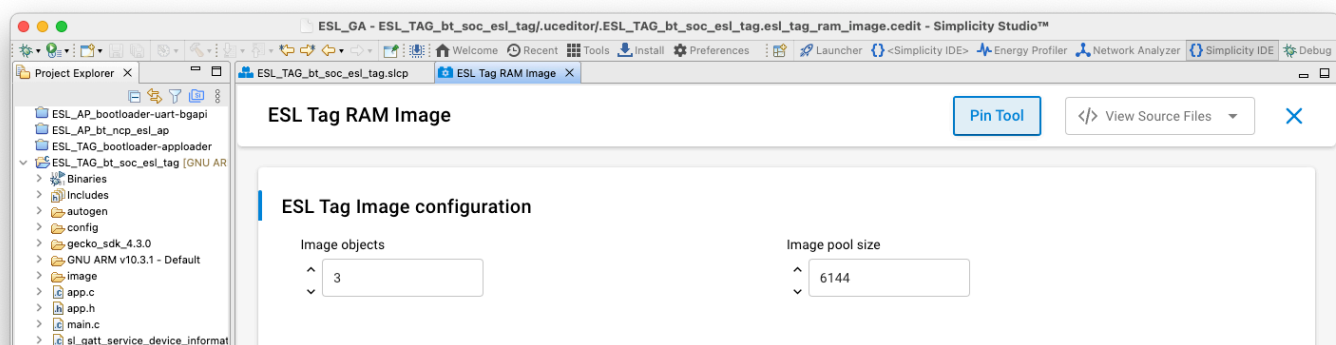 ESL_GA - ESL_TAG_bt_soc_esl_tag/.uceditor/.ESL_TAG_bt_soc_esl_tag.esl_tag_ram_image.cedit - Simplicity Studio™
Welcome Recent Tools Install Preferences Launcher <Simplicity IDE> Energy Profiler Network Analyzer Simplicity IDE Debug
Project Explorer ESL_TAG_bt_soc_esl_tag.slcp ESL Tag RAM Image
ESL_AP_bootloader-uart-bgapi
ESL_AP_bt_ncp_esl_ap
ESL_TAG_bootloader-apploader
ESL_TAG_bt_soc_esl_tag [GNU AR
Binaries
Includes
autogen
config
gecko_sdk_4.3.0
GNU ARM v10.3.1 - Default
image
app.c
app.h
main.c
sl_gatt_service_device_informat
ESL Tag RAM Image
Pin Tool
View Source Files
ESL Tag Image configuration
Image objects Image pool size
3 6144